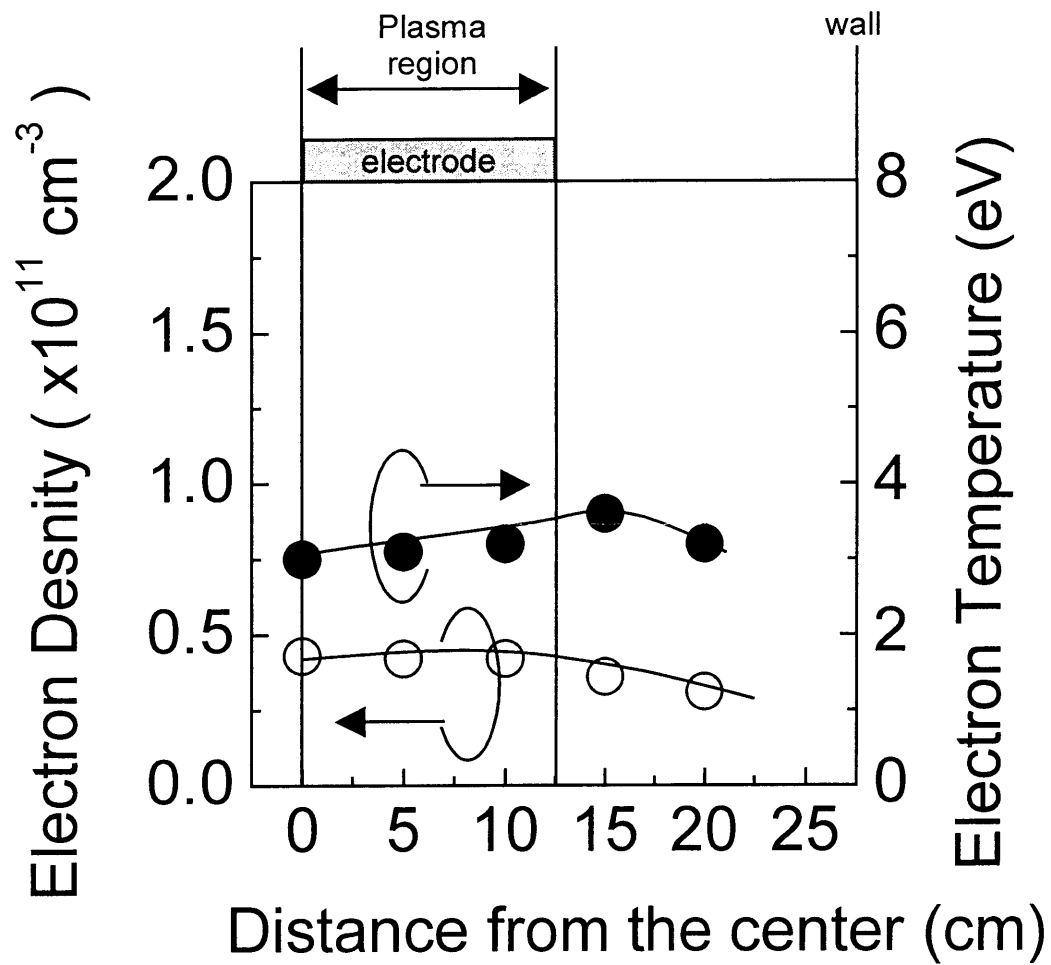 Plasma
region
wall
electrode
Electron Desnity ( x10¹¹ cm⁻³ )
2.0
1.5
1.0
0.5
0.0
8
6
4
2
0
Electron Temperature (eV)
0 5 10 15 20 25
Distance from the center (cm)